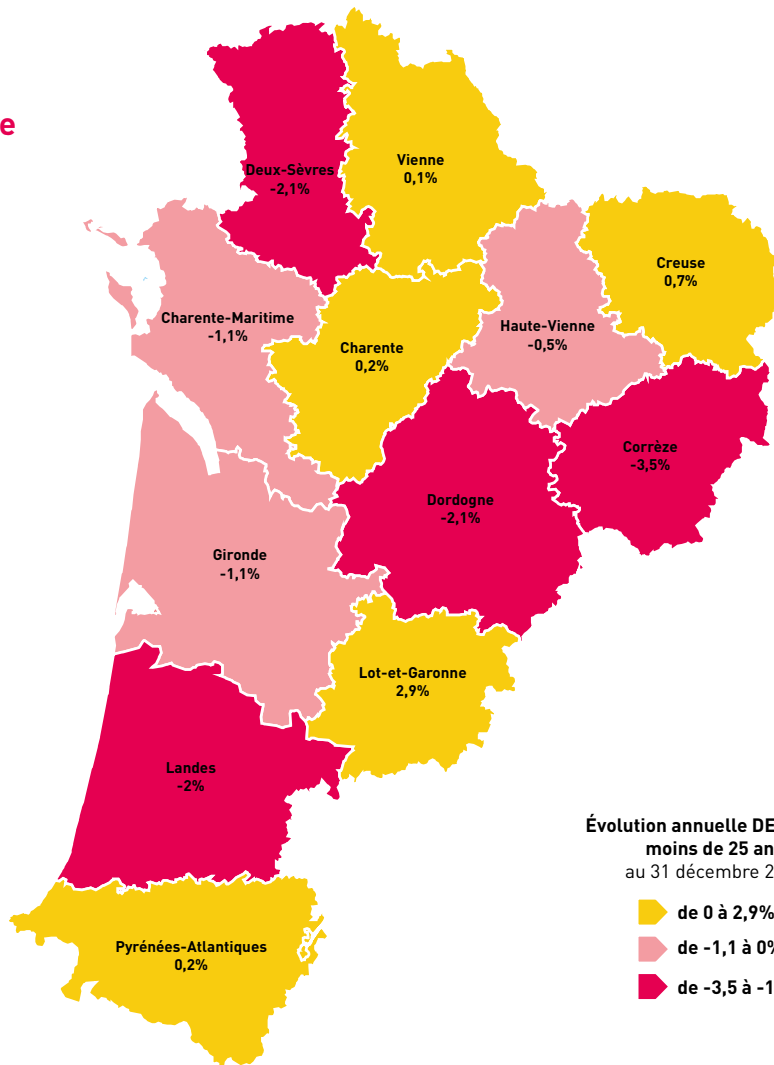 e
Deux-Sèvres
-2,1%
Vienne
0,1%
Creuse
0,7%
Charente-Maritime
-1,1%
Haute-Vienne
-0,5%
Charente
0,2%
Corrèze
-3,5%
Dordogne
-2,1%
Gironde
-1,1%
Lot-et-Garonne
2,9%
Landes
-2%
Pyrénées-Atlantiques
0,2%
Évolution annuelle DE
moins de 25 an
au 31 décembre 2
de 0 à 2,9%
de -1,1 à 0%
de -3,5 à -1